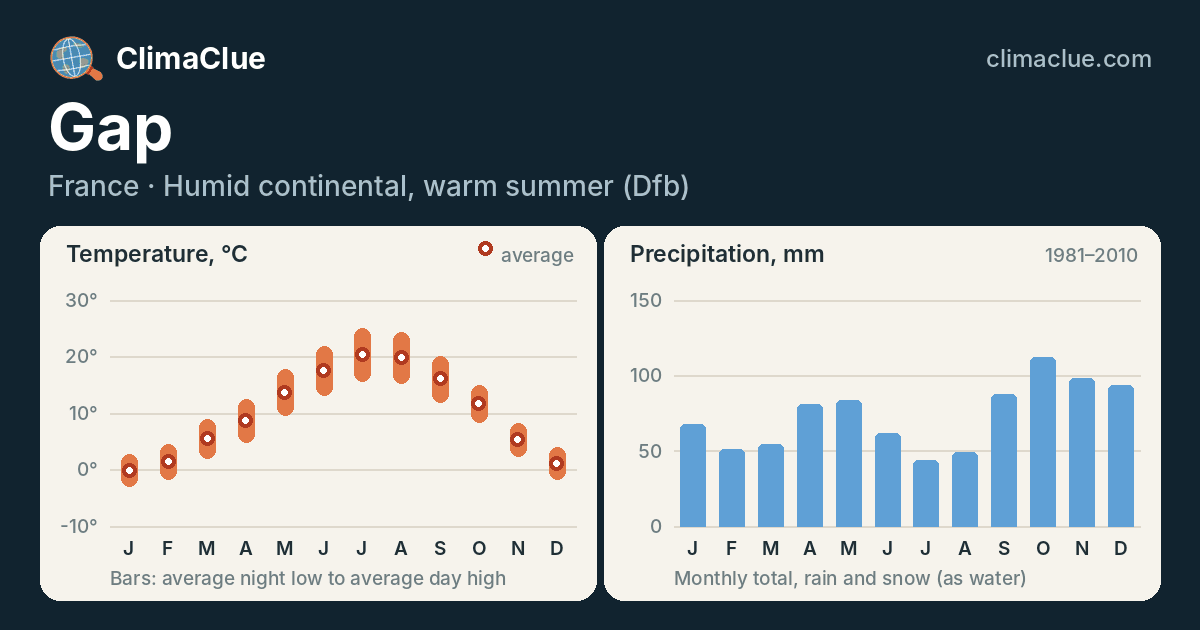 ClimaClue
climaclue.com
Gap
France · Humid continental, warm summer (Dfb)
Temperature, °C
average
30°
20°
10°
0°
-10°
J F M A M J J A S O N D
Bars: average night low to average day high
Precipitation, mm
1981–2010
150
100
50
0
J F M A M J J A S O N D
Monthly total, rain and snow (as water)